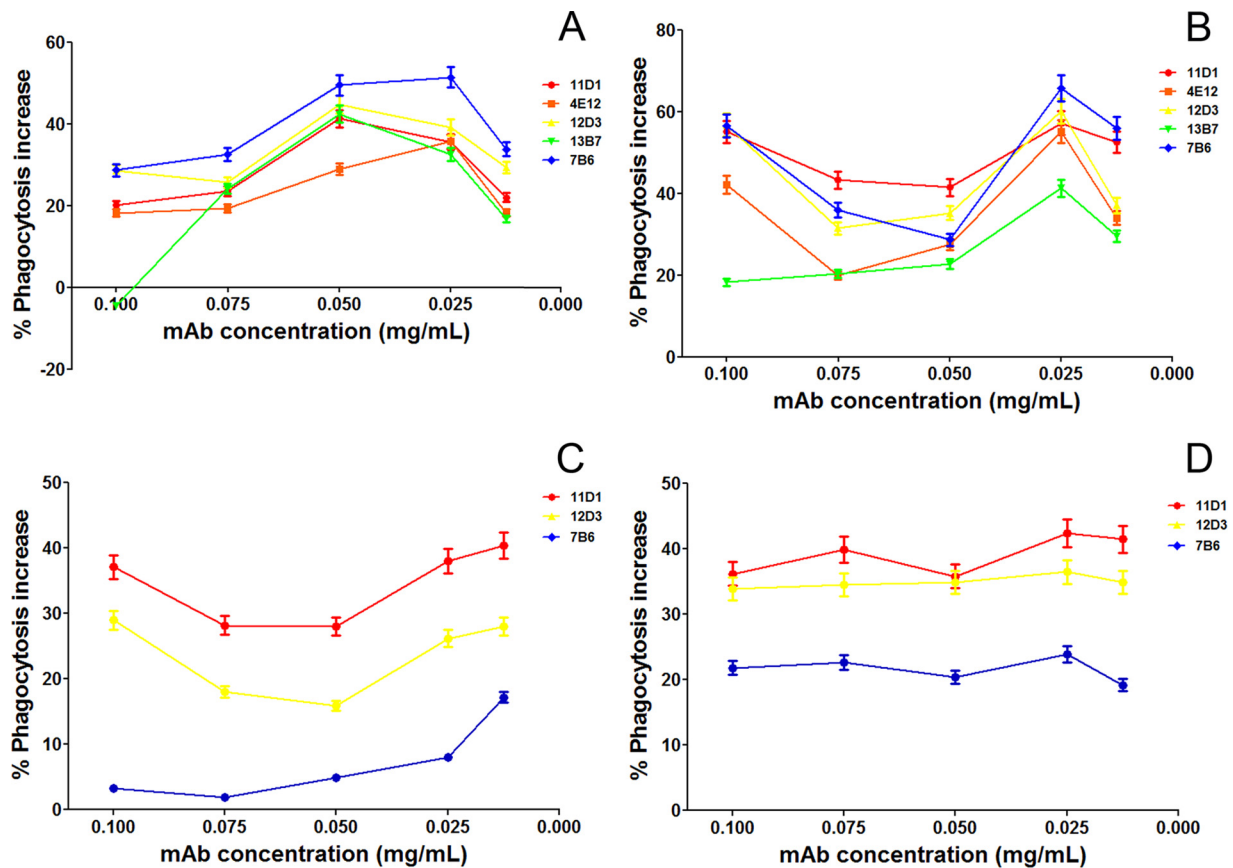 A
60
40
20
0
-20
0.100
0.075
0.050
0.025
0.000
% Phagocytosis increase
mAb concentration (mg/mL)
11D1
4E12
12D3
13B7
7B6
B
80
60
40
20
0
0.100
0.075
0.050
0.025
0.000
% Phagocytosis increase
mAb concentration (mg/mL)
11D1
4E12
12D3
13B7
7B6
C
50
40
30
20
10
0
0.100
0.075
0.050
0.025
0.000
% Phagocytosis increase
mAb concentration (mg/mL)
11D1
12D3
7B6
D
50
40
30
20
10
0
0.100
0.075
0.050
0.025
0.000
% Phagocytosis increase
mAb concentration (mg/mL)
11D1
12D3
7B6